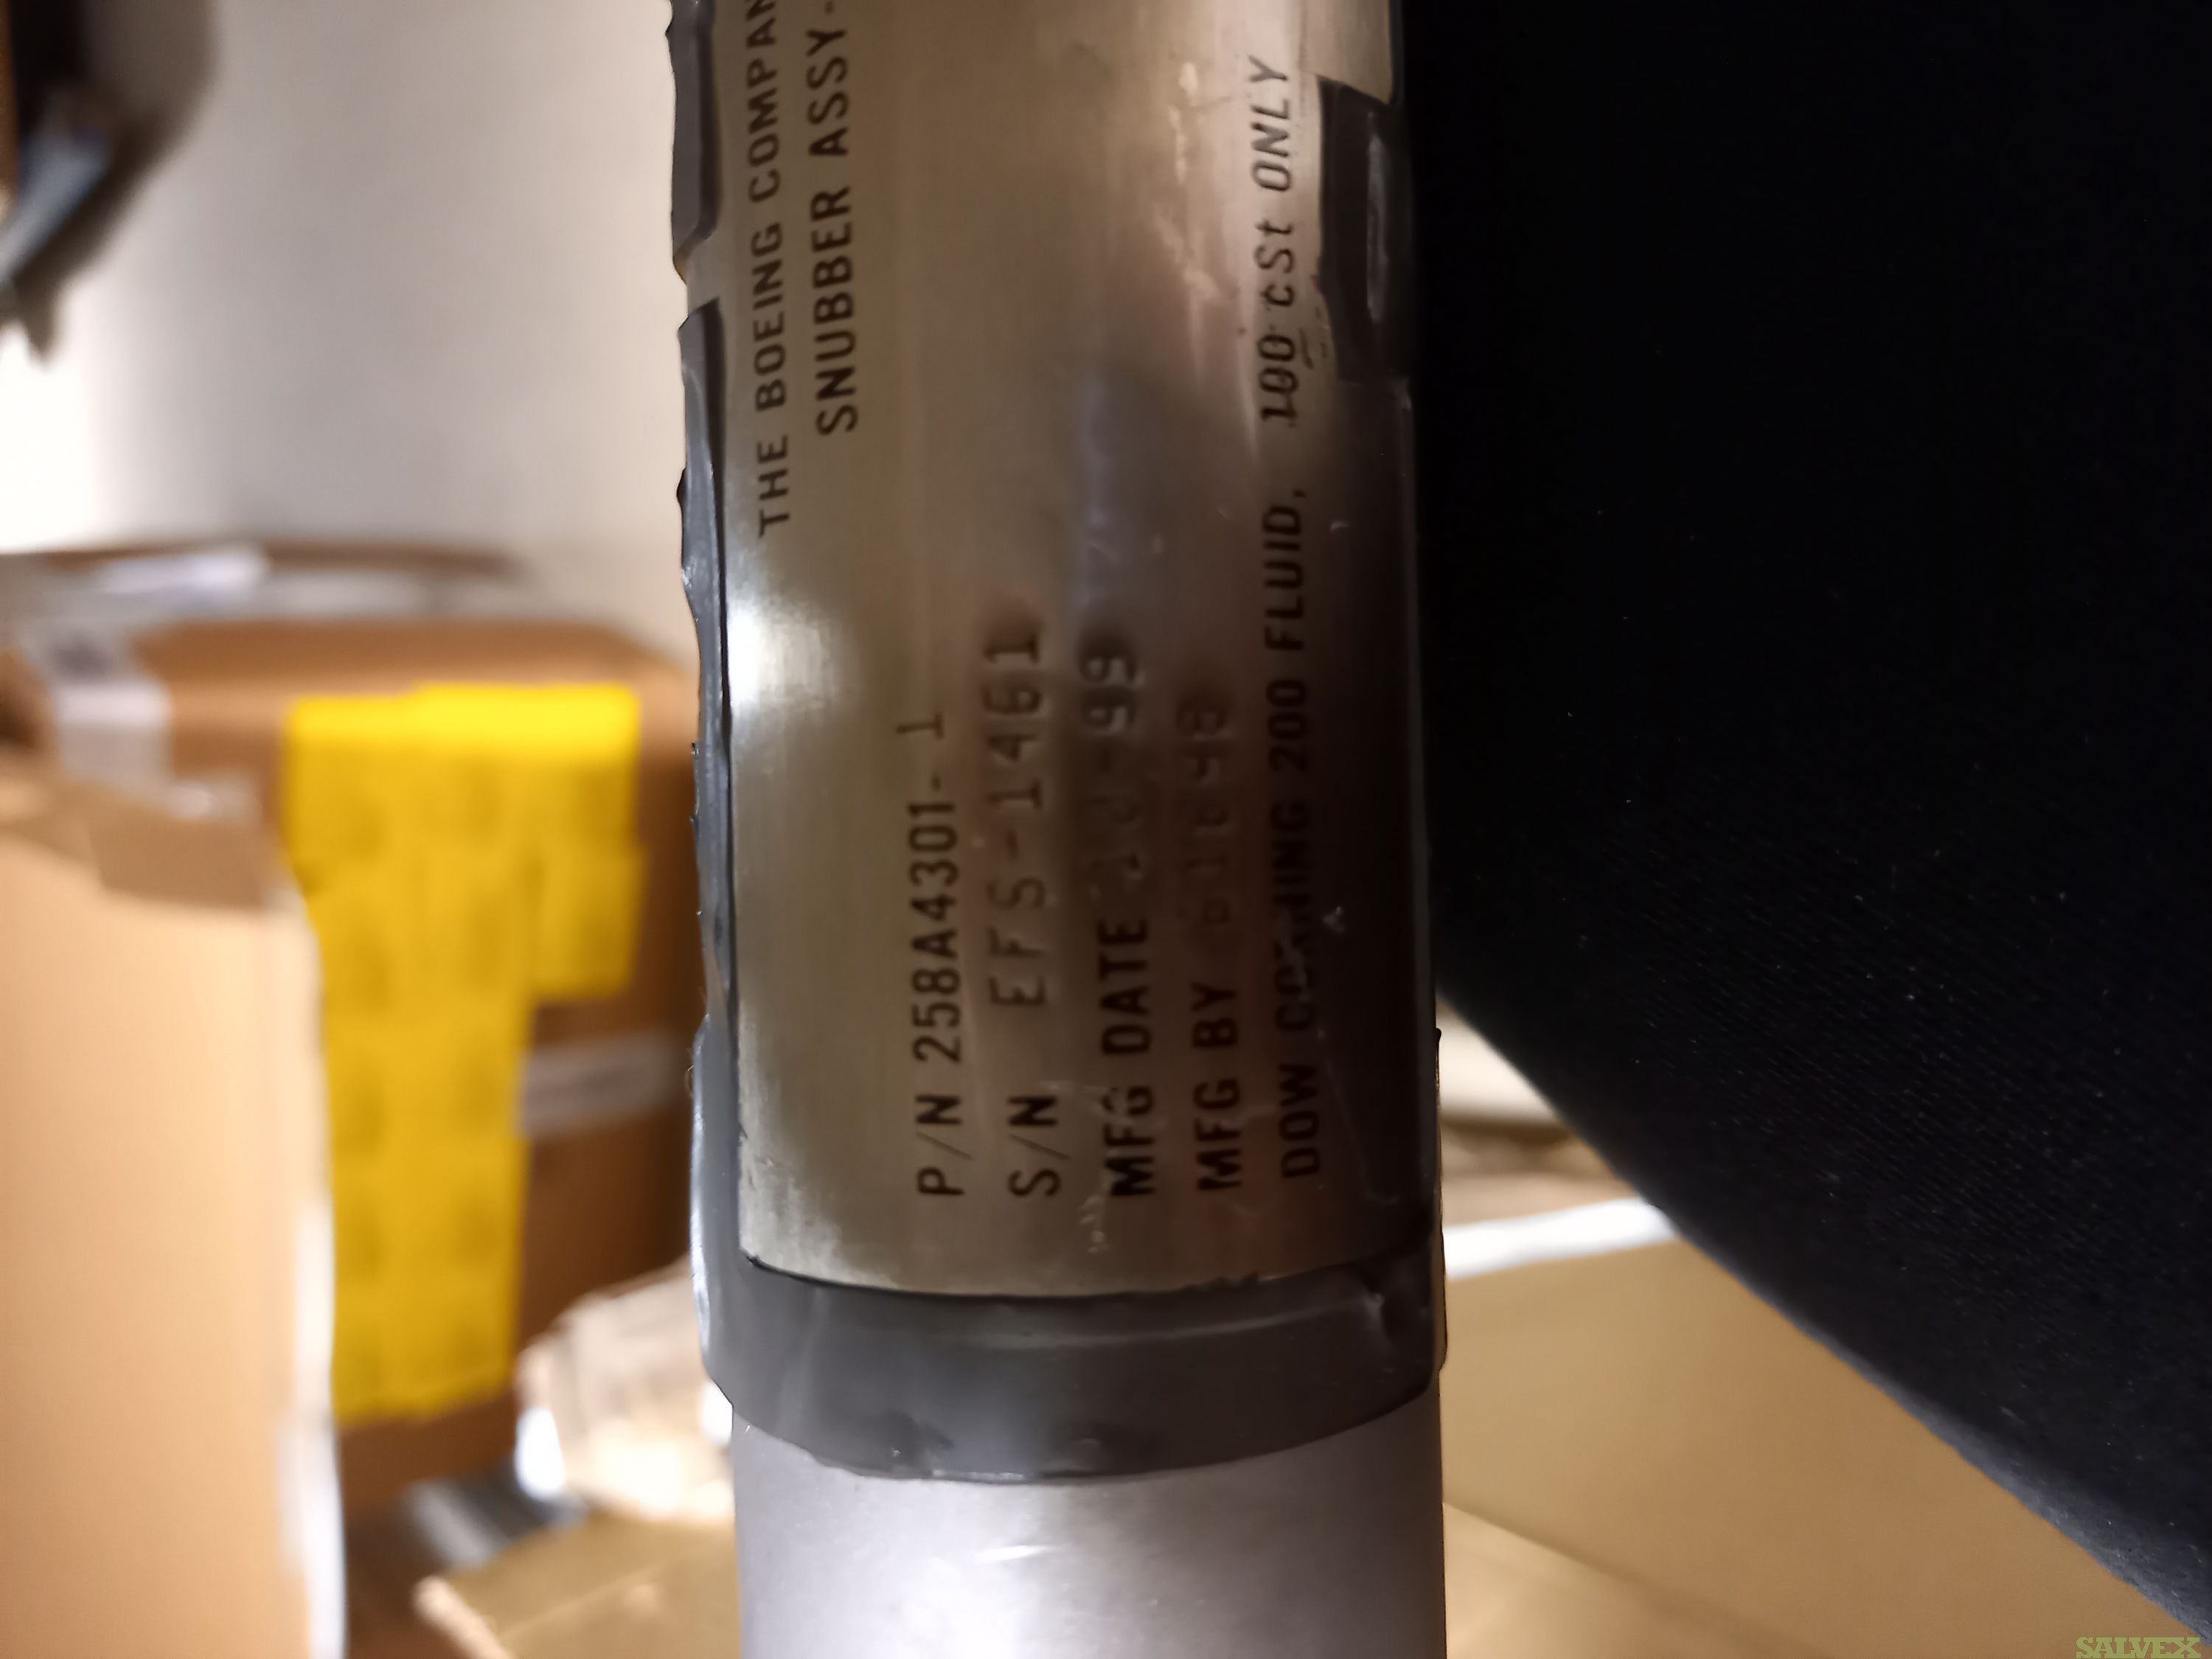 THE BOEING COMPAN
SNUBBER ASSY-
P/N 258A4301-1
S/N EFS-1461
MFG DATE
MFG BY
DOW CORNING 200 FLUID, 100 cSt ONLY
SALVEX